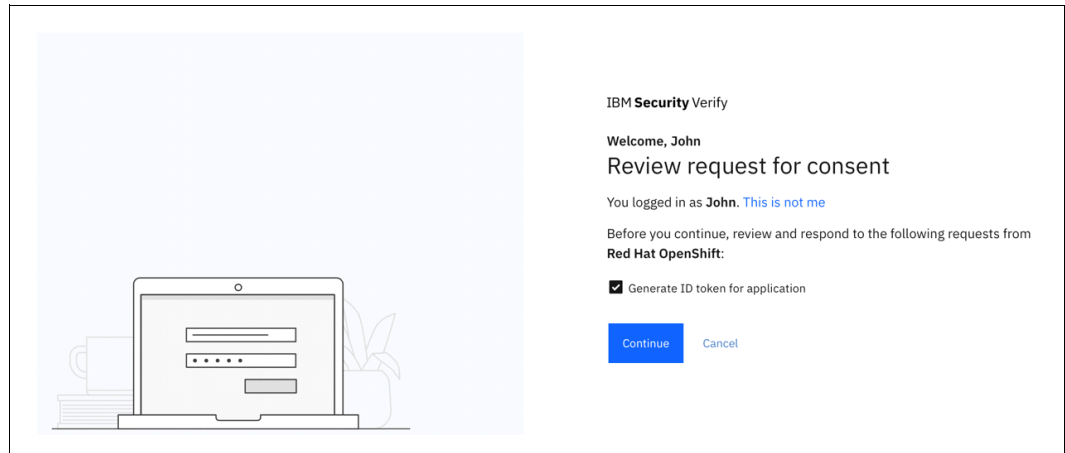 IBM Security Verify
Welcome, John
Review request for consent
You logged in as John. This is not me
Before you continue, review and respond to the following requests from
Red Hat OpenShift:
Generate ID token for application
Continue Cancel